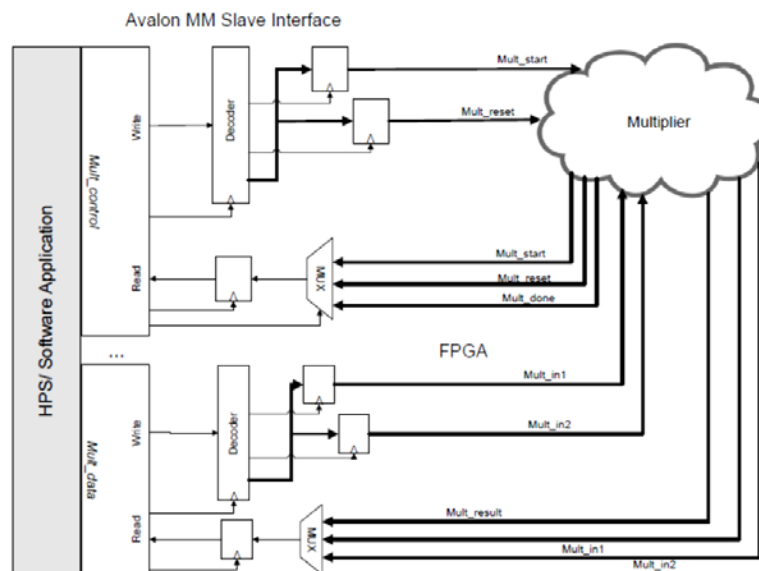 Avalon MM Slave Interface
HPS/ Software Application
Mult_control
Write
Decoder
Mult_start
Mult_reset
Multiplier
Read
MUX
Mult_start
Mult_reset
Mult_done
...
FPGA
Mult_data
Write
Decoder
Mult_in1
Mult_in2
Read
MUX
Mult_result
Mult_in1
Mult_in2